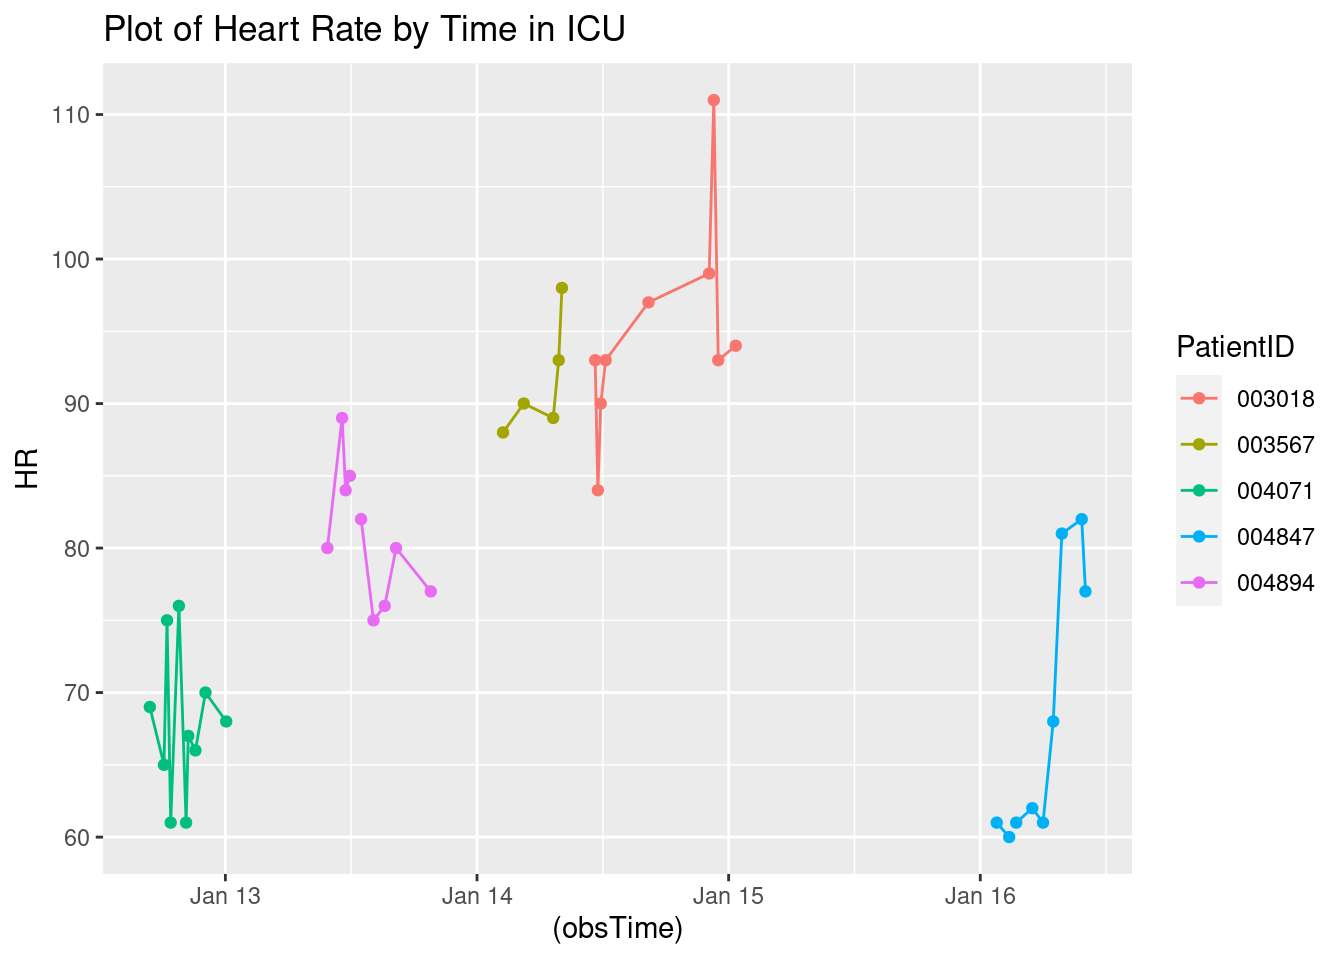 Plot of Heart Rate by Time in ICU
110
100
90
80
70
60
HR
Jan 13
Jan 14
Jan 15
Jan 16
(obsTime)
PatientID
003018
003567
004071
004847
004894